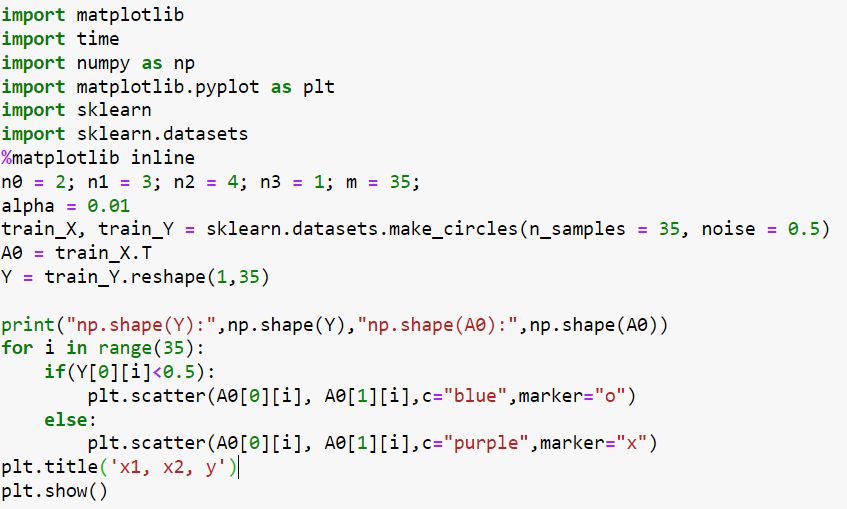 import matplotlib
import time
import numpy as np
import matplotlib.pyplot as plt
import sklearn
import sklearn.datasets
%matplotlib inline
n0 = 2; n1 = 3; n2 = 4; n3 = 1; m = 35;
alpha = 0.01
train_X, train_Y = sklearn.datasets.make_circles(n_samples = 35, noise = 0.5)
A0 = train_X.T
Y = train_Y.reshape(1,35)

print("np.shape(Y):",np.shape(Y),"np.shape(A0):",np.shape(A0))
for i in range(35):
    if(Y[0][i]<0.5):
        plt.scatter(A0[0][i], A0[1][i],c="blue",marker="o")
    else:
        plt.scatter(A0[0][i], A0[1][i],c="purple",marker="x")
plt.title('x1, x2, y')
plt.show()